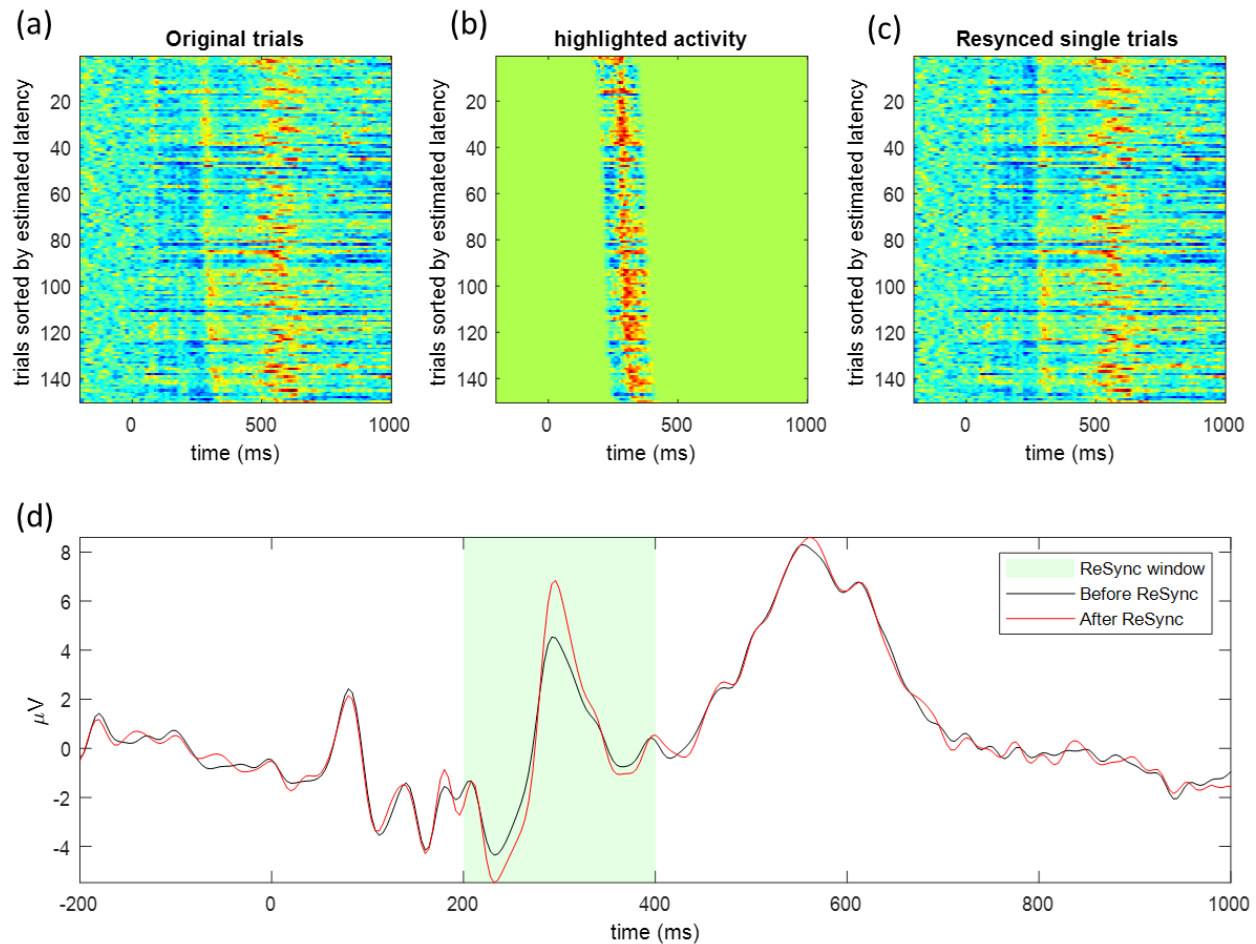 (a)
Original trials
trials sorted by estimated latency
20
40
60
80
100
120
140
0
500
1000
time (ms)
(b)
highlighted activity
trials sorted by estimated latency
20
40
60
80
100
120
140
0
500
1000
time (ms)
(c)
Resynced single trials
trials sorted by estimated latency
20
40
60
80
100
120
140
0
500
1000
time (ms)
(d)
μV
8
6
4
2
0
-2
-4
-200
0
200
400
600
800
1000
time (ms)
ReSync window
Before ReSync
After ReSync